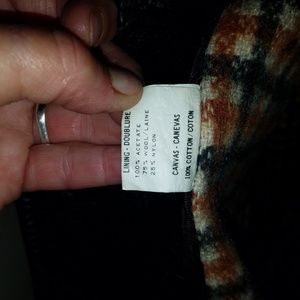 LINING - DOUBLURE
100% ACETATE
75% WOOL/LAINE
25% NYLON
CANVAS - CANEVAS
100% COTTON/COTON